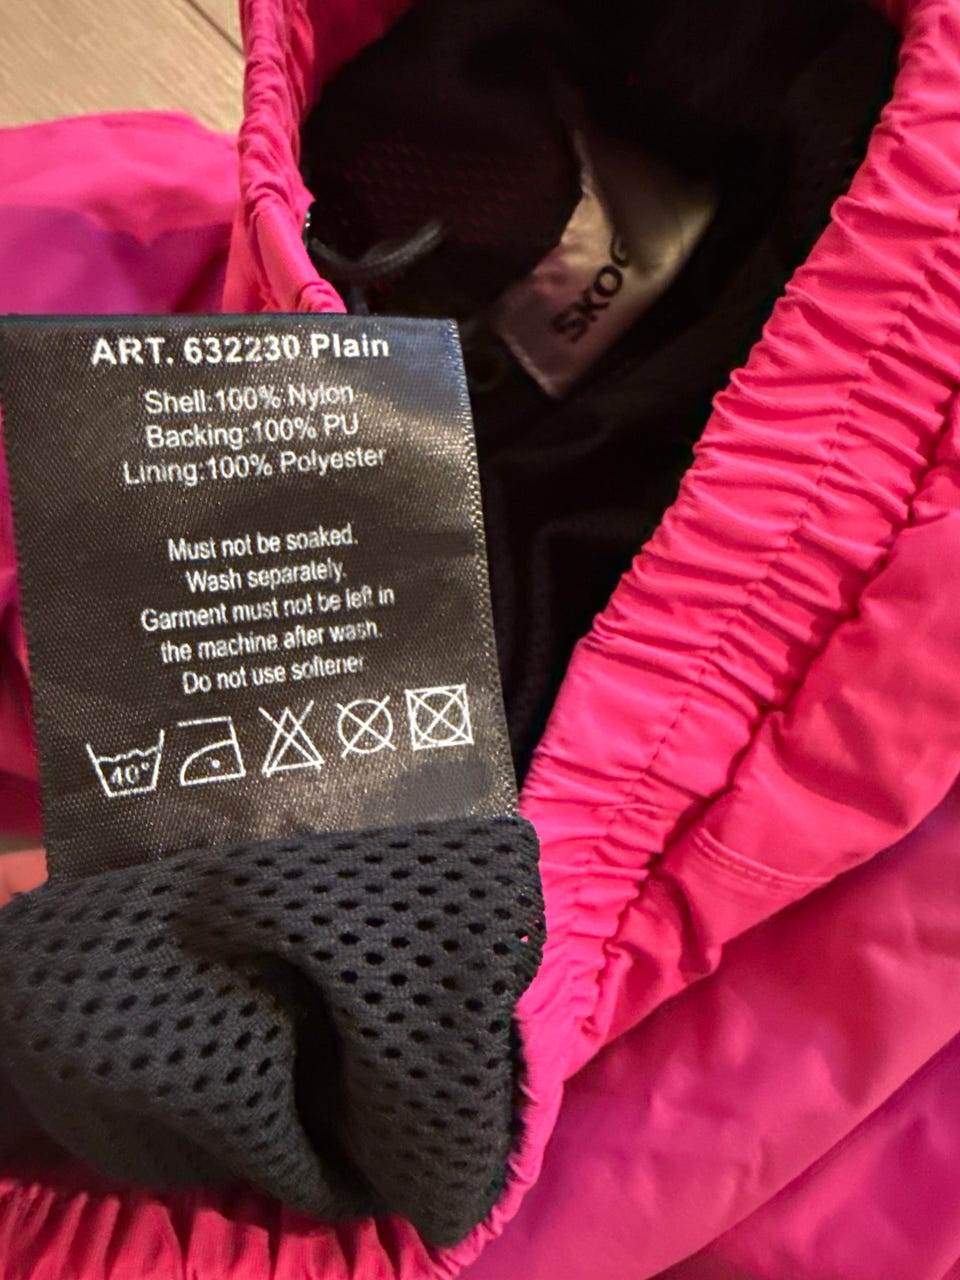 SKOG
ART. 632230 Plain
Shell:100% Nylon
Backing:100% PU
Lining:100% Polyester
Must not be soaked.
Wash separately.
Garment must not be left in
the machine after wash.
Do not use softener
40°